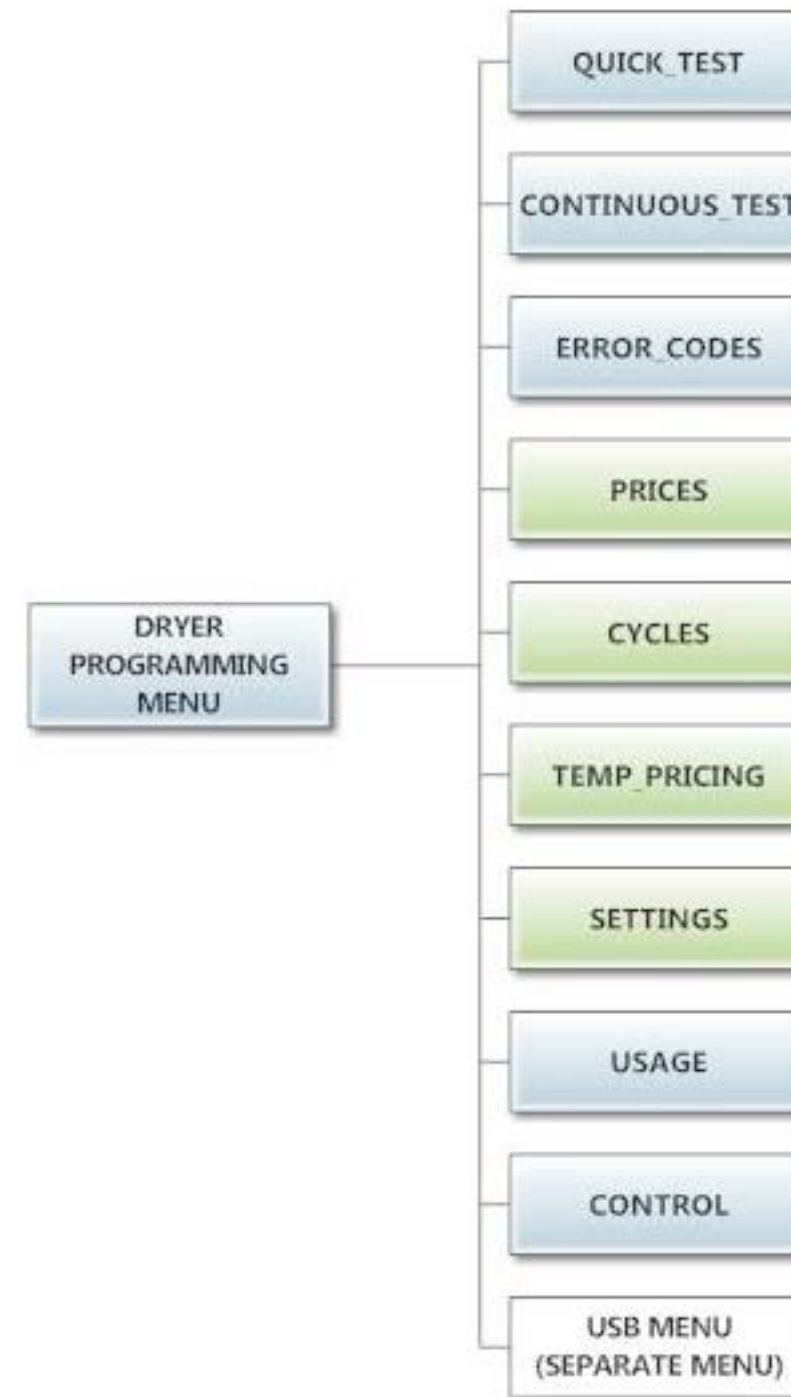 QUICK_TEST
CONTINUOUS_TEST
ERROR_CODES
PRICES
CYCLES
DRYER
PROGRAMMING
MENU
TEMP_PRICING
SETTINGS
USAGE
CONTROL
USB MENU
(SEPARATE MENU)